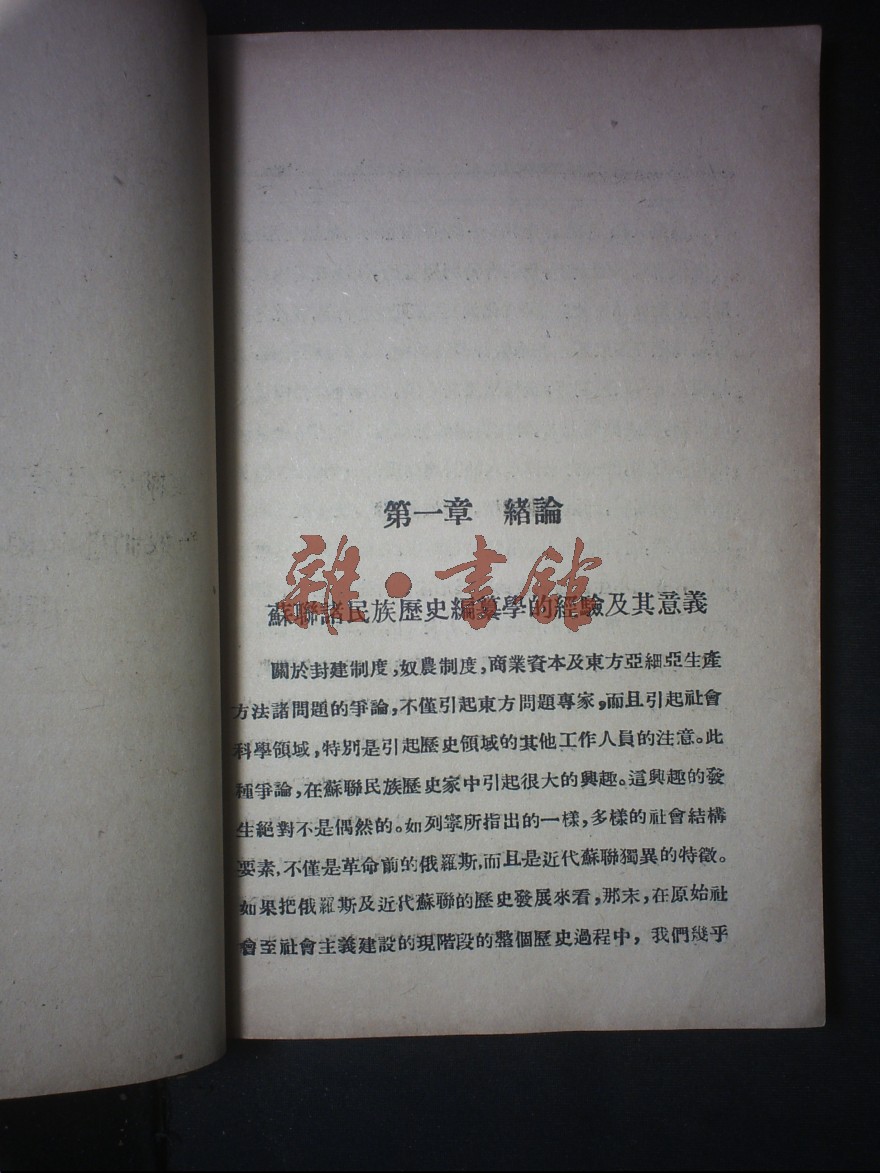 第一章　緒論
雜·書館
蘇聯諸民族歷史編纂學的經驗及其意義
關於封建制度,奴農制度,商業資本及東方亞細亞生產
方法諸問題的爭論,不僅引起東方問題專家,而且引起社會
科學領域,特別是引起歷史領域的其他工作人員的注意。此
種爭論,在蘇聯民族歷史家中引起很大的興趣。這興趣的發
生絕對不是偶然的。如列寧所指出的一樣,多樣的社會結構
要素,不僅是革命前的俄羅斯,而且是近代蘇聯獨異的特徵。
如果把俄羅斯及近代蘇聯的歷史發展來看,那末,在原始社
會至社會主義建設的現階段的整個歷史過程中,我們幾乎